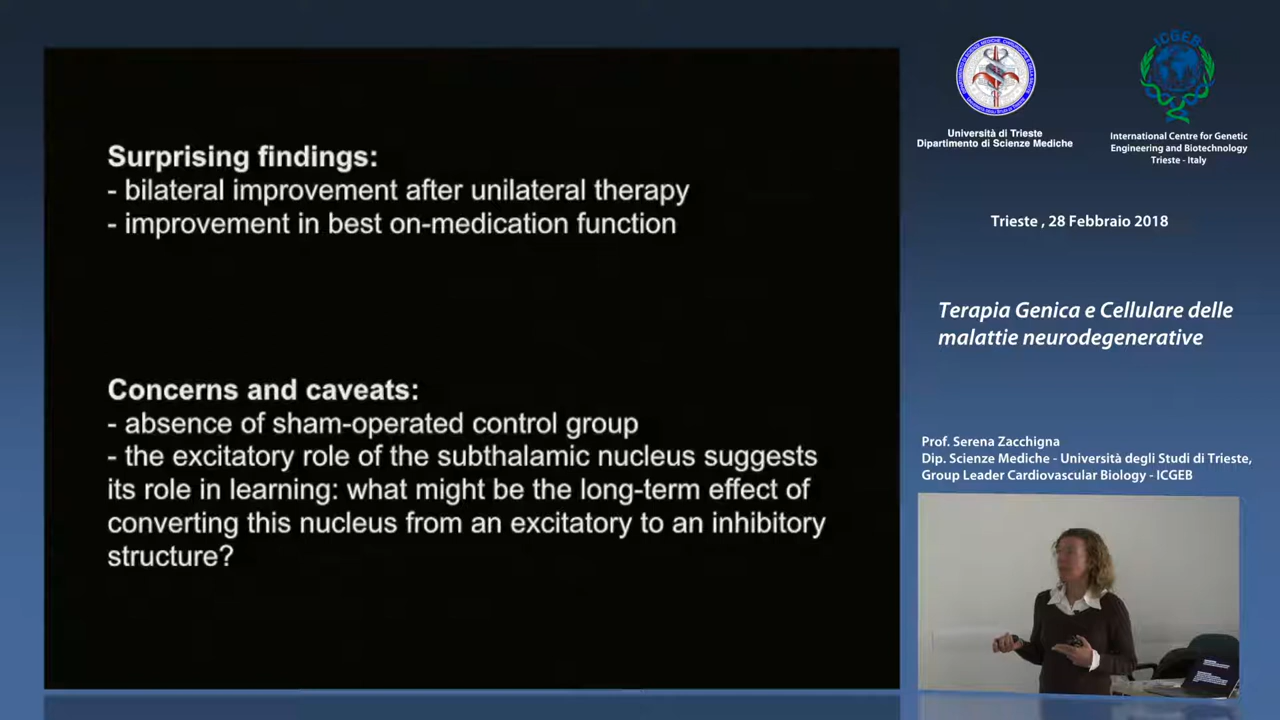 Surprising findings:
- bilateral improvement after unilateral therapy
- improvement in best on-medication function
Concerns and caveats:
- absence of sham-operated control group
- the excitatory role of the subthalamic nucleus suggests
its role in learning: what might be the long-term effect of
converting this nucleus from an excitatory to an inhibitory
structure?
Università di Trieste
Dipartimento di Scienze Mediche
ICGEB
International Centre for Genetic
Engineering and Biotechnology
Trieste - Italy
Trieste , 28 Febbraio 2018
Terapia Genica e Cellulare delle
malattie neurodegenerative
Prof. Serena Zacchigna
Dip. Scienze Mediche - Università degli Studi di Trieste,
Group Leader Cardiovascular Biology - ICGEB